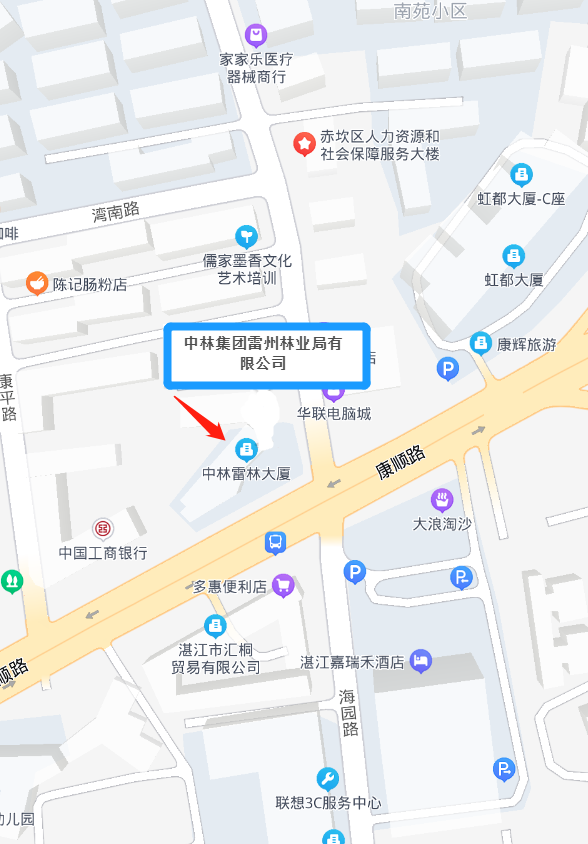 南苑小区
家家乐医疗
器械商行
赤坎区人力资源和
社会保障服务大楼
虹都大厦-C座
湾南路
咖啡
儒家墨香文化
艺术培训
虹都大厦
陈记肠粉店
中林集团雷州林业局有
限公司
店
康辉旅游
P
康平路
华联电脑城
康顺路
中林雷林大厦
大浪淘沙
中国工商银行
P
P
多惠便利店
湛江市汇桐
贸易有限公司
湛江嘉瑞禾酒店
顺路
海园路
P
联想3C服务中心
幼儿园